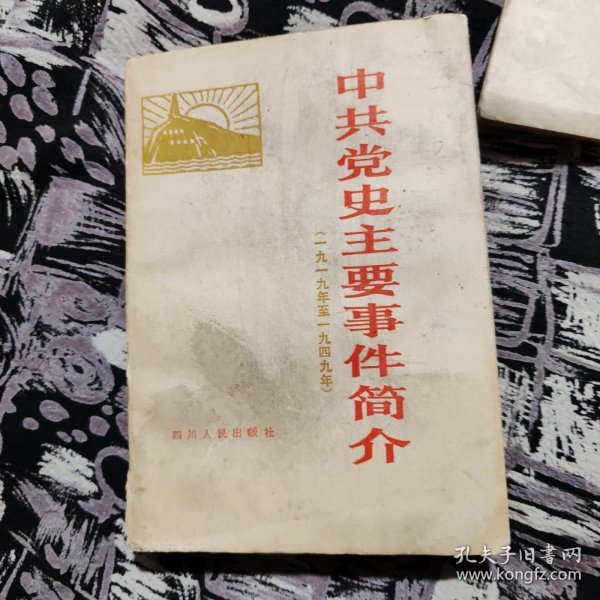 中共党史主要事件简介
（一九一九年至一九四九年）
四川人民出版社
孔夫子旧书网
www.kongfz.com